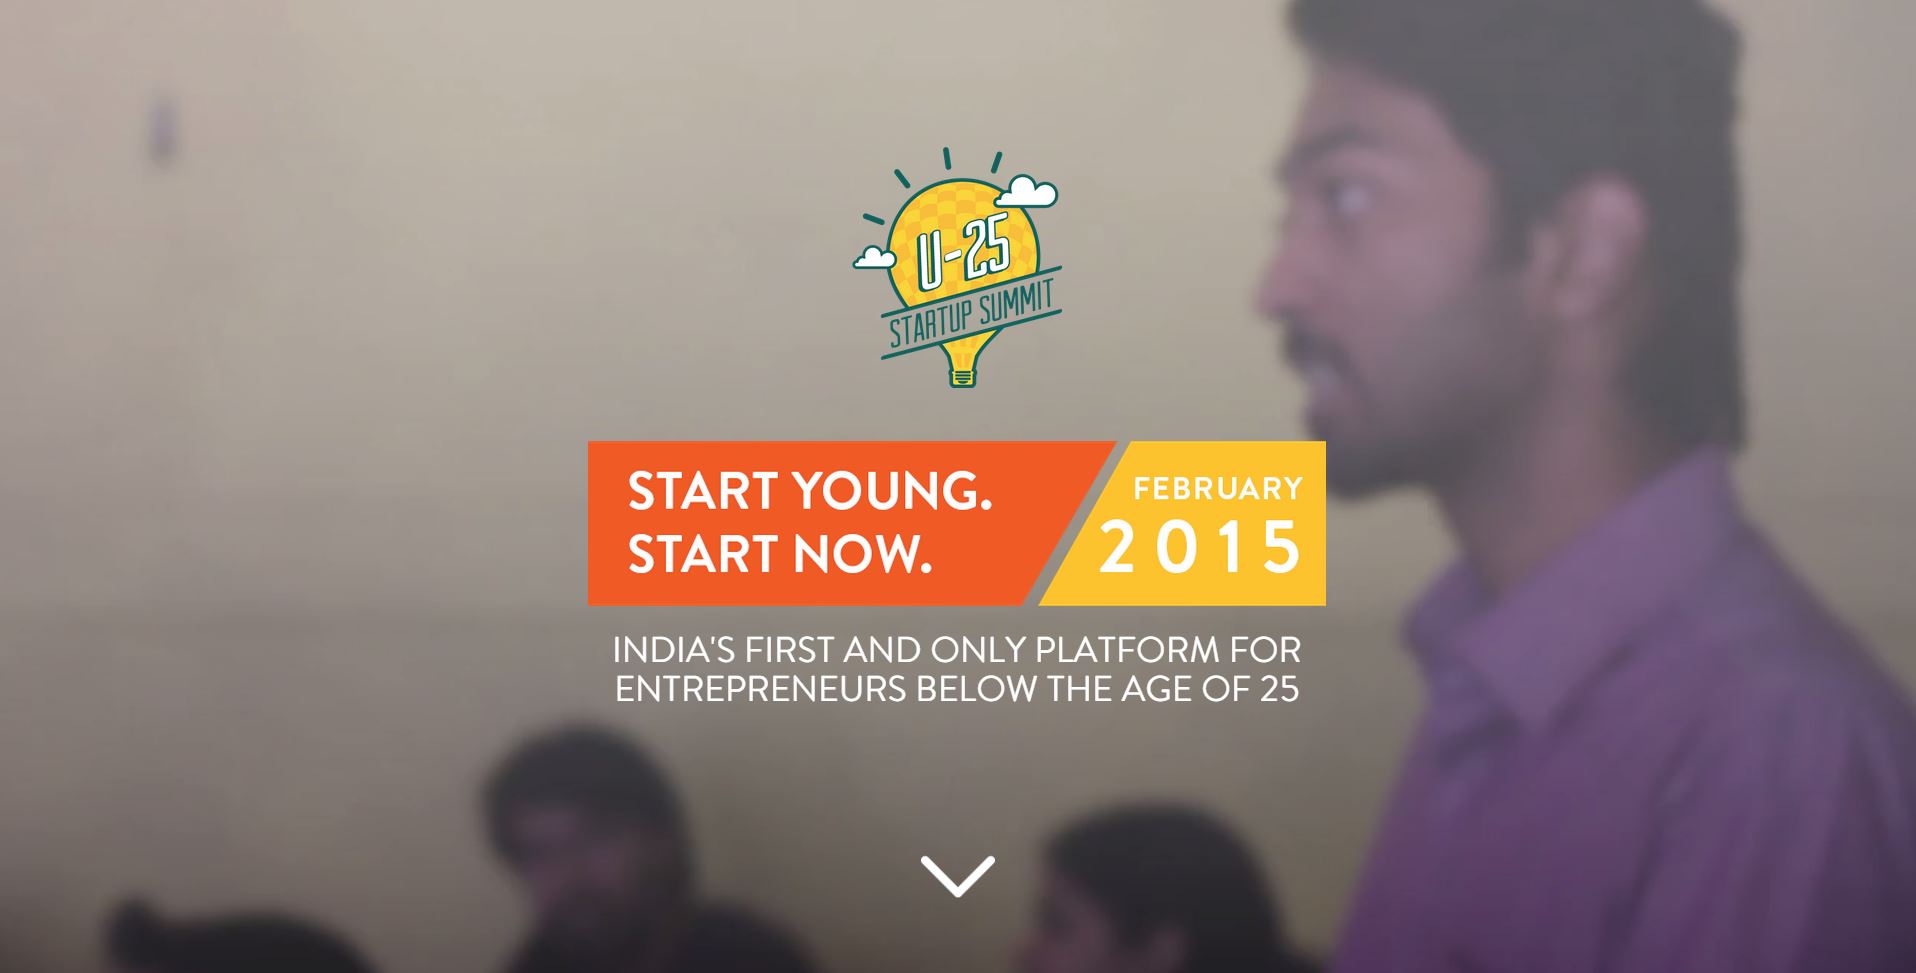 U-25
STARTUP SUMMIT
START YOUNG.
START NOW.
FEBRUARY
2015
INDIA'S FIRST AND ONLY PLATFORM FOR
ENTREPRENEURS BELOW THE AGE OF 25